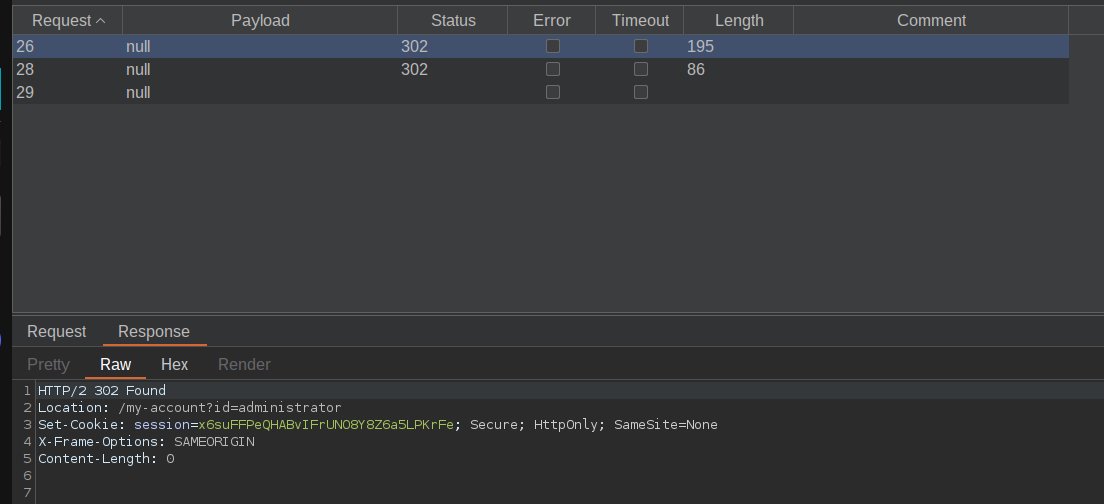 Request Payload Status Error Timeout Length Comment
26 null 302 195
28 null 302 86
29 null
Request Response
Pretty Raw Hex Render
1 HTTP/2 302 Found
2 Location: /my-account?id=administrator
3 Set-Cookie: session=x6suFFPeQHABvIFrUNO8Y8Z6a5LPKrFe; Secure; HttpOnly; SameSite=None
4 X-Frame-Options: SAMEORIGIN
5 Content-Length: 0
6
7